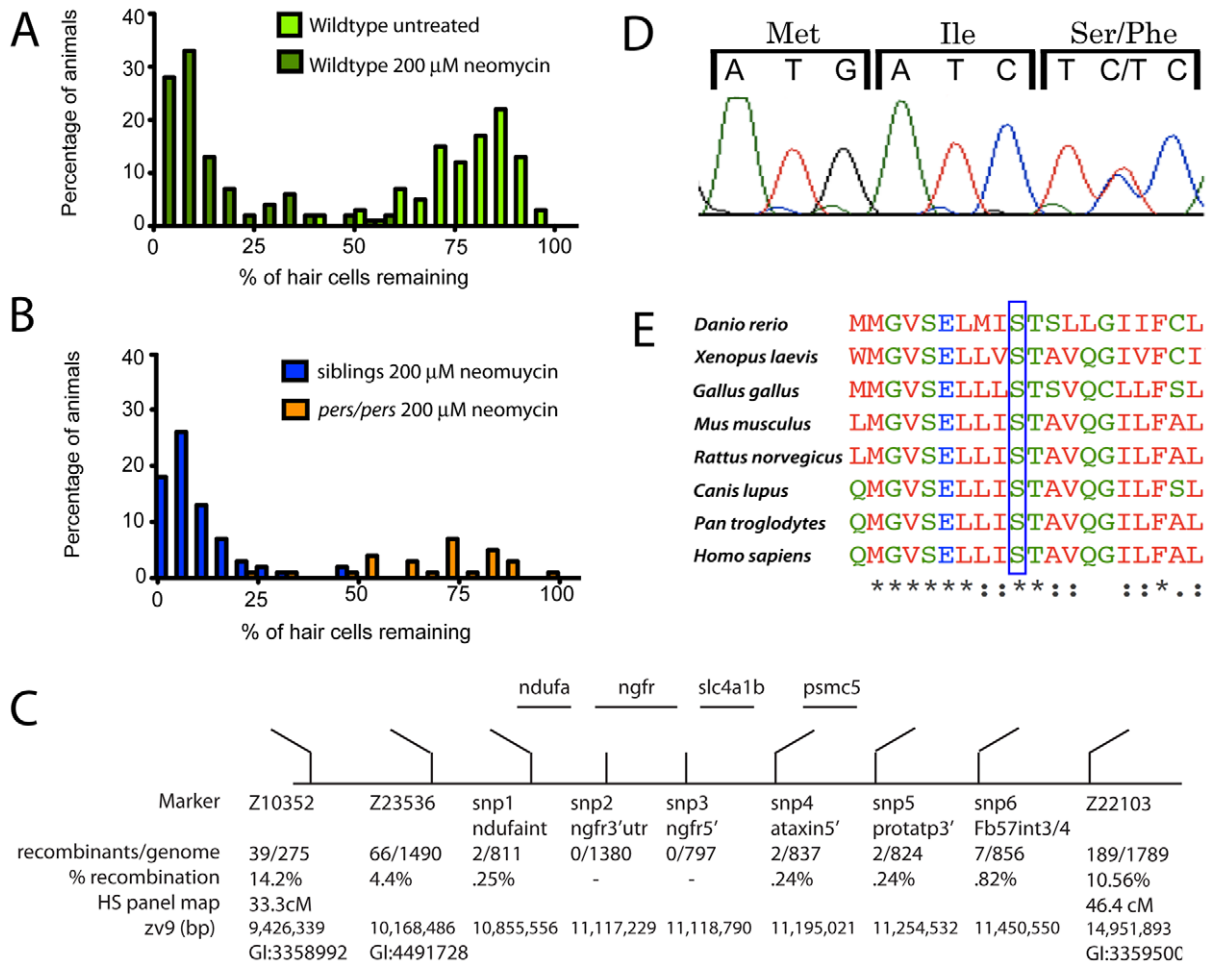 A
40
30
20
10
0
Percentage of animals
Wildtype untreated
Wildtype 200 μM neomycin
0 25 50 75 100
% of hair cells remaining
B
40
30
20
10
0
Percentage of animals
siblings 200 μM neomuycin
pers/pers 200 μM neomycin
0 25 50 75 100
% of hair cells remaining
D
Met Ile Ser/Phe
A T G A T C T C/T C
E
Danio rerio MMGVSELMISTSLLGIIFCL
Xenopus laevis WMGVSELLVSTAVQGIVFCI
Gallus gallus MMGVSELLLSTSVQCLLFSL
Mus musculus LMGVSELLISTAVQGILFAL
Rattus norvegicus LMGVSELLISTAVQGILFAL
Canis lupus QMGVSELLISTAVQGILFSL
Pan troglodytes QMGVSELLISTAVQGILFAL
Homo sapiens QMGVSELLISTAVQGILFAL
******::**:: ::*.:
C
ndufa ngfr slc4a1b psmc5
Marker Z10352 Z23536 snp1 snp2 snp3 snp4 snp5 snp6 Z22103
ndufaint ngfr3'utr ngfr5' ataxin5' protatp3' Fb57int3/4
recombinants/genome 39/275 66/1490 2/811 0/1380 0/797 2/837 2/824 7/856 189/1789
% recombination 14.2% 4.4% .25% - - .24% .24% .82% 10.56%
HS panel map 33.3cM 46.4 cM
zv9 (bp) 9,426,339 10,168,486 10,855,556 11,117,229 11,118,790 11,195,021 11,254,532 11,450,550 14,951,893
GI:3358992 GI:4491728 GI:3359500